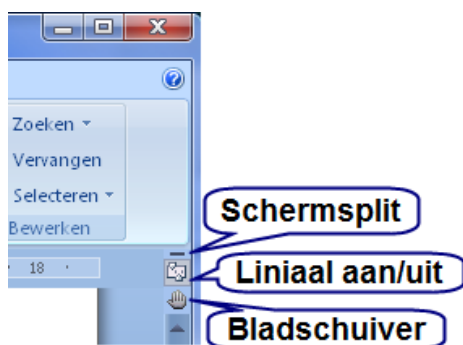 Zoeken
Vervangen
Selecteren
Bewerken
18
Schermsplit
Liniaal aan/uit
Bladschuiver